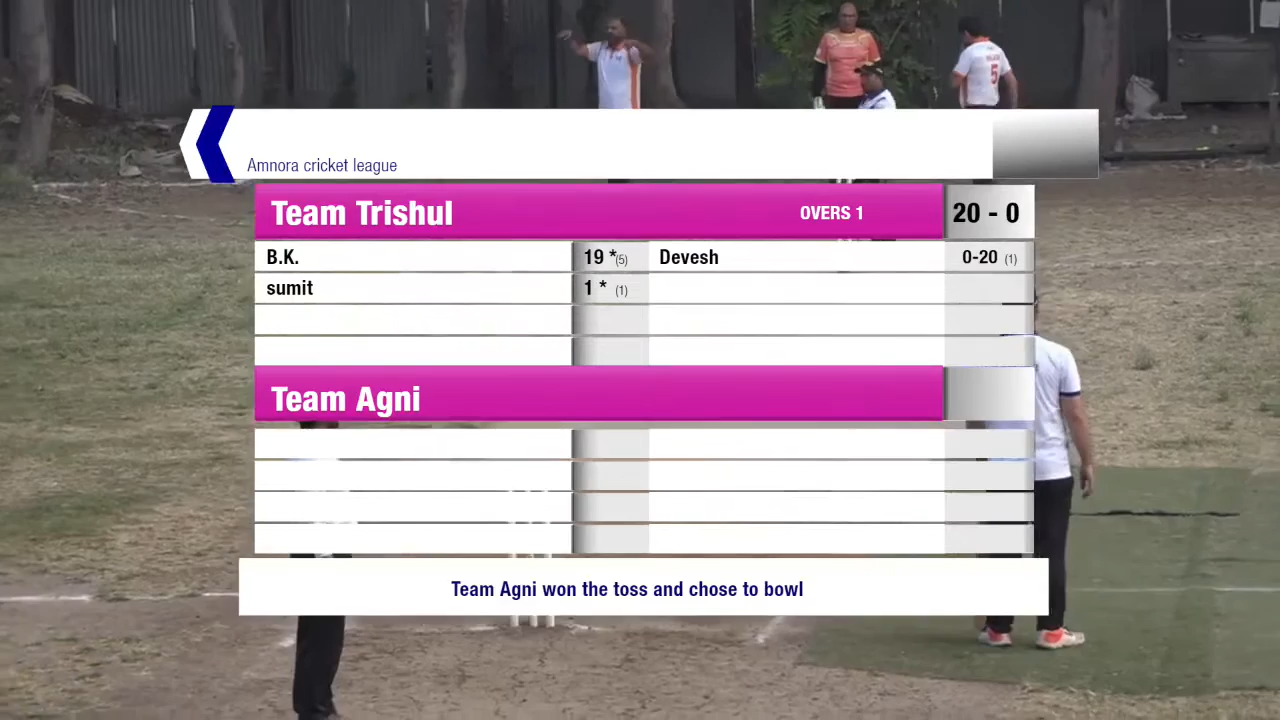 Amnora cricket league
Team Trishul OVERS 1 20 - 0
B.K. 19 *(5) Devesh 0-20 (1)
sumit 1 * (1)
Team Agni
Team Agni won the toss and chose to bowl
5